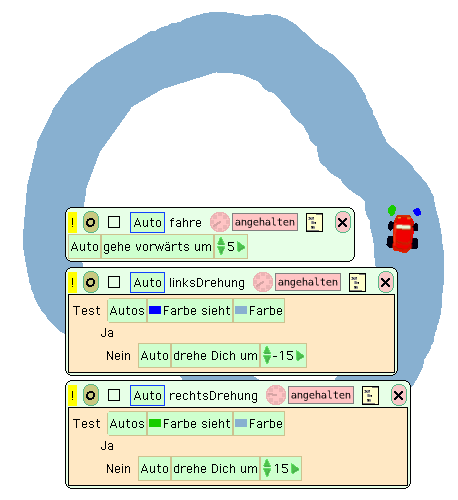 ! Auto fahre angehalten
Auto gehe vorwärts um 5
! Auto linksDrehung angehalten
Test Autos Farbe sieht Farbe
Ja
Nein Auto drehe Dich um -15
! Auto rechtsDrehung angehalten
Test Autos Farbe sieht Farbe
Ja
Nein Auto drehe Dich um 15